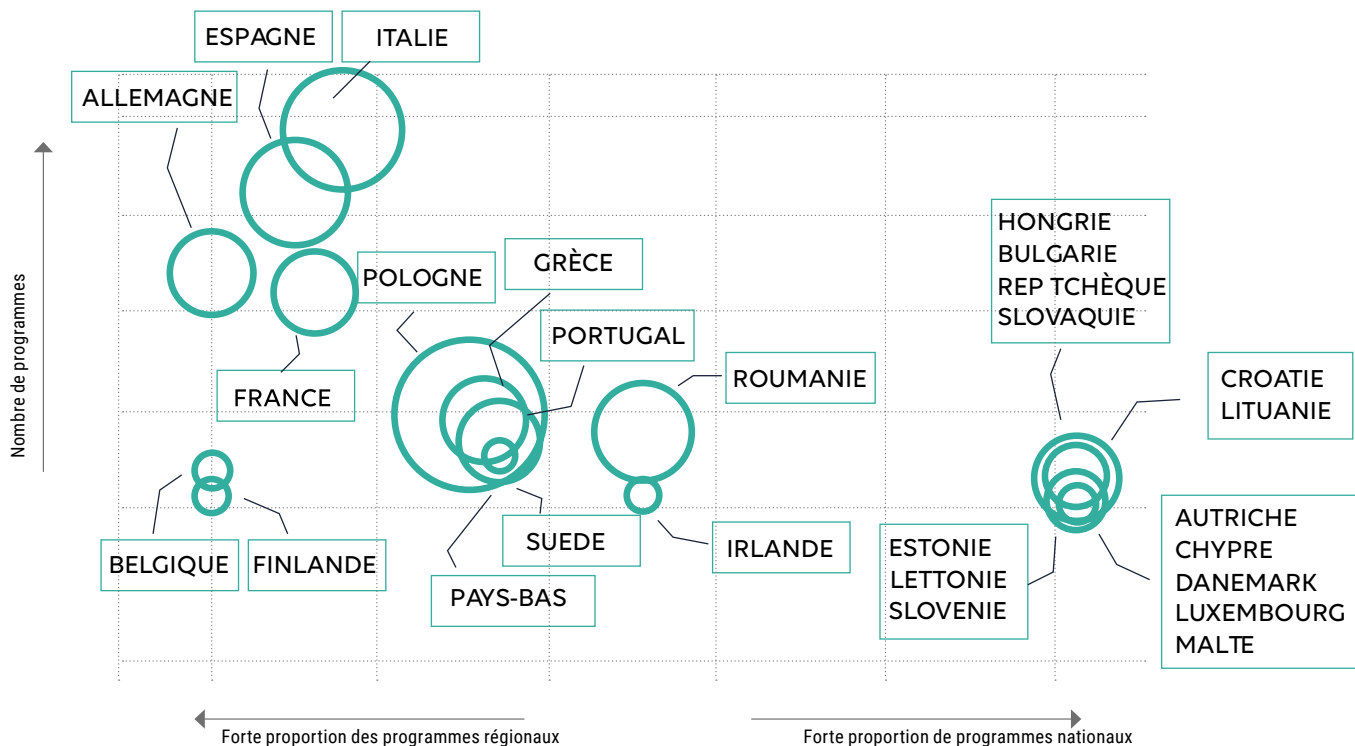 ESPAGNE
ITALIE
ALLEMAGNE
HONGRIE
BULGARIE
REP TCHÈQUE
SLOVAQUIE
GRÈCE
POLOGNE
PORTUGAL
ROUMANIE
FRANCE
CROATIE
LITUANIE
Nombre de programmes
BELGIQUE
FINLANDE
SUEDE
PAYS-BAS
IRLANDE
ESTONIE
LETTONIE
SLOVENIE
AUTRICHE
CHYPRE
DANEMARK
LUXEMBOURG
MALTE
Forte proportion des programmes régionaux
Forte proportion de programmes nationaux